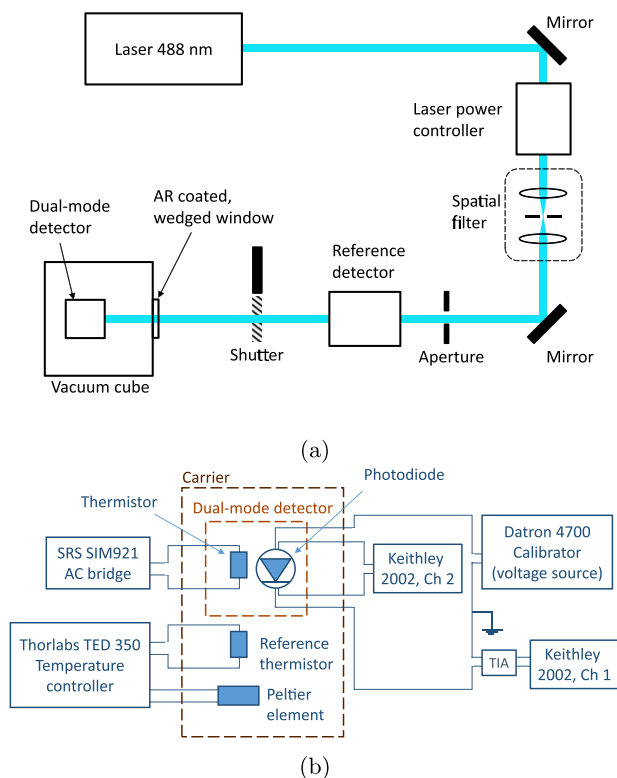 Laser 488 nm
Mirror
Laser power
controller
Spatial
filter
AR coated,
wedged window
Dual-mode
detector
Reference
detector
Shutter
Aperture
Mirror
Vacuum cube
(a)
Carrier
Photodiode
Thermistor
Dual-mode detector
SRS SIM921
AC bridge
Keithley
2002, Ch 2
Datron 4700
Calibrator
(voltage source)
Thorlabs TED 350
Temperature
controller
Reference
thermistor
Peltier
element
TIA
Keithley
2002, Ch 1
(b)